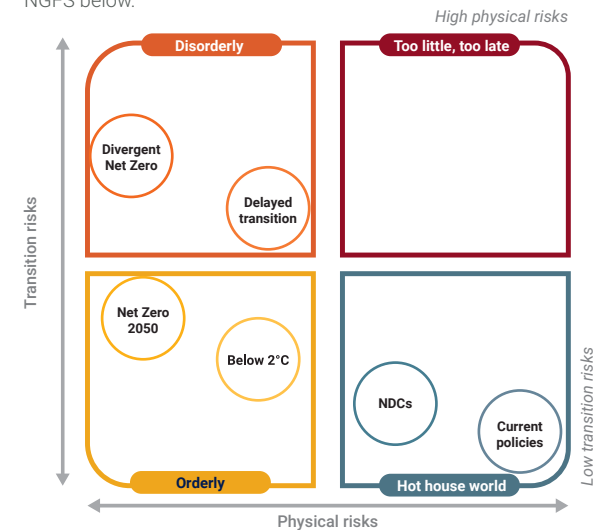 NGFS below.
High physical risks
Disorderly
Too little, too late
Divergent
Net Zero
Delayed
transition
Transition risks
Net Zero
2050
Below 2°C
NDCs
Current
policies
Low transition risks
Orderly
Hot house world
Physical risks